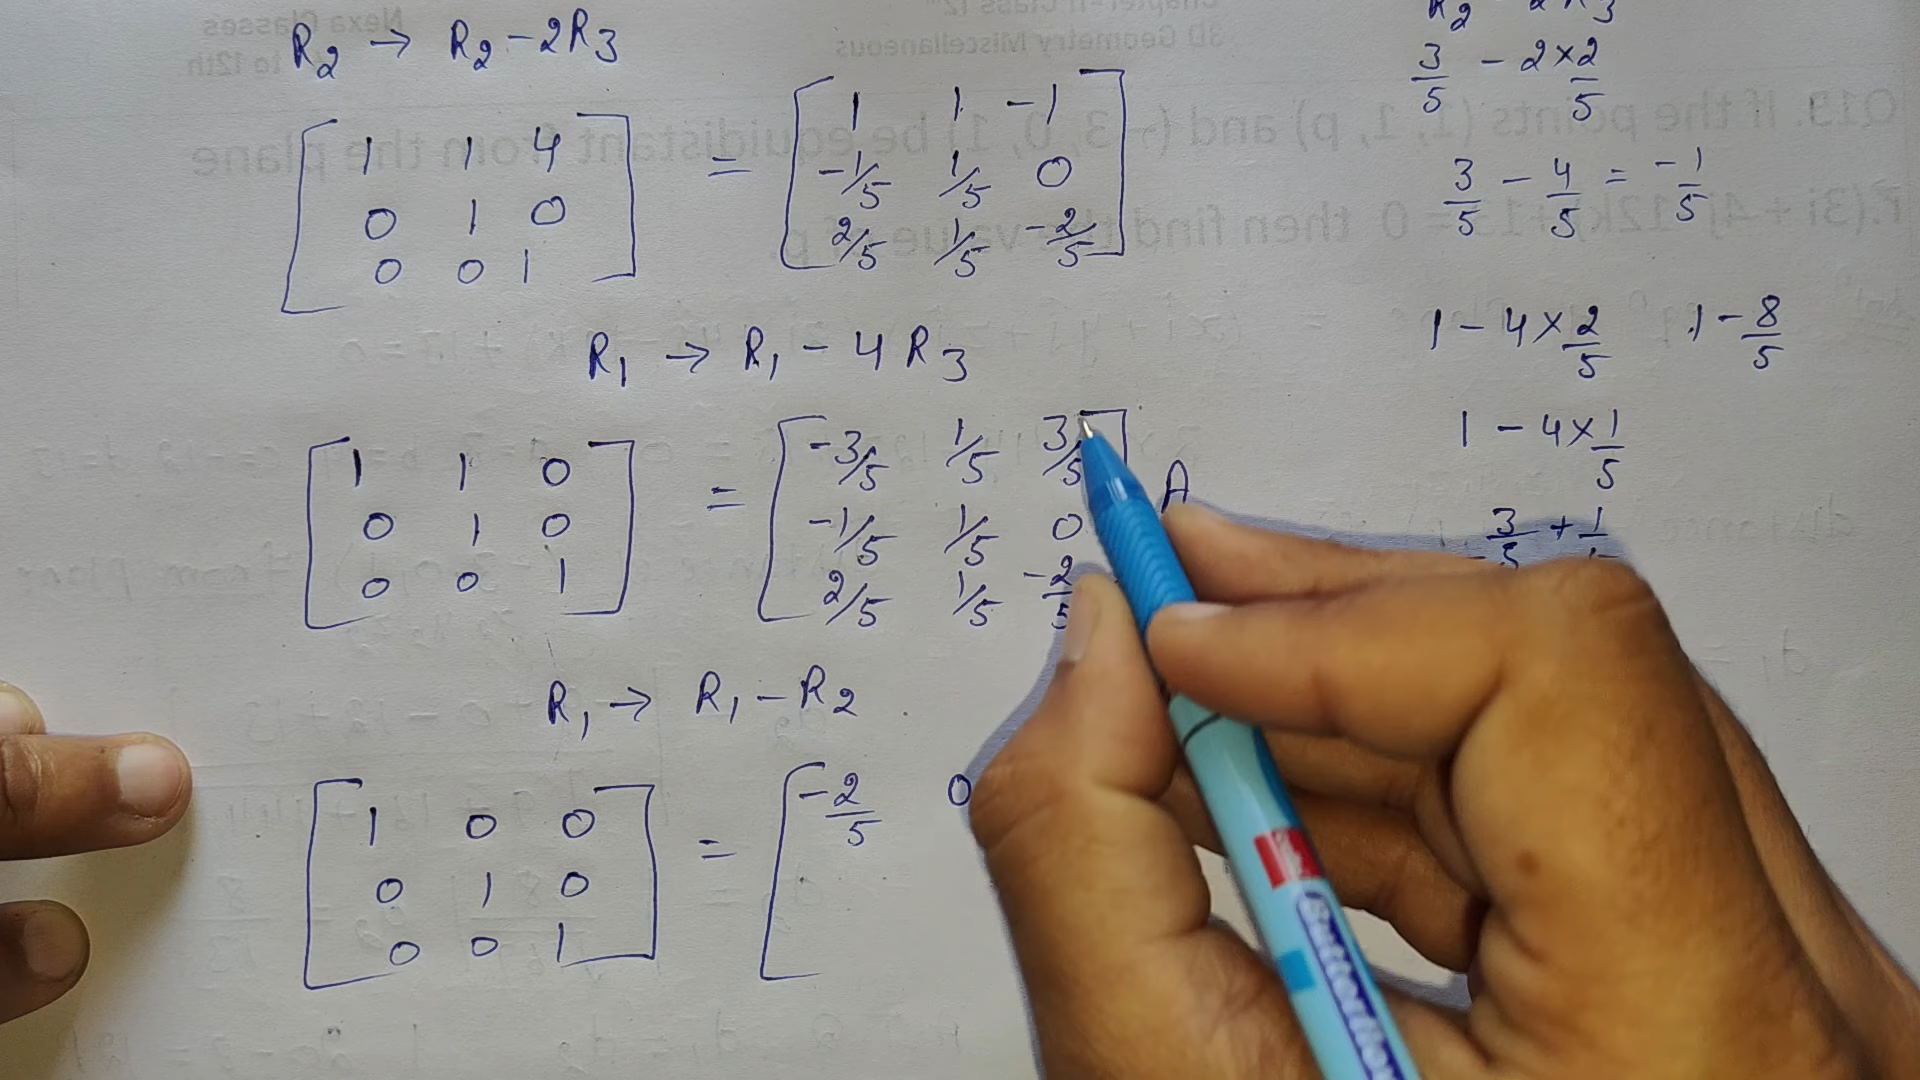 R₂ → R₂ - 2R₃
[1 1 4
0 1 0
0 0 1] = [1 1 -1
-1/5 1/5 0
2/5 1/5 -2/5]
R₁ → R₁ - 4R₃
[1 1 0
0 1 0
0 0 1] = [-3/5 1/5 3/5
-1/5 1/5 0
2/5 1/5 -2/5] A
R₁ → R₁ - R₂
[1 0 0
0 1 0
0 0 1] = [-2/5 0
3/5 - 2×2/5
3/5 - 4/5 = -1/5
1 - 4×2/5 1 - 8/5
1 - 4×1/5